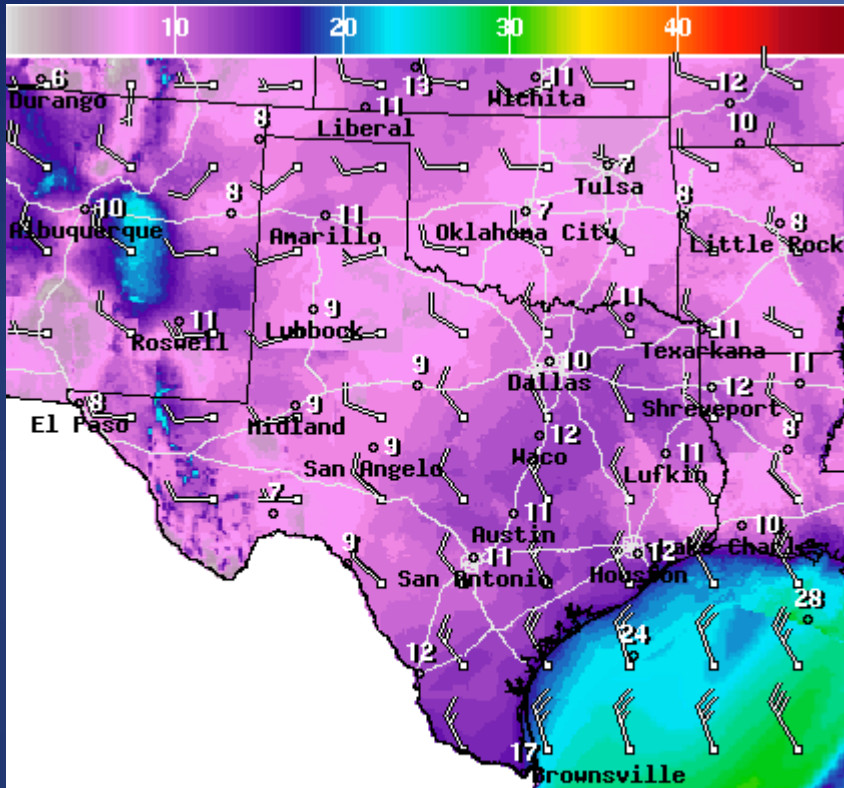 10 20 30 40
6 13 11 12
Durango Wichita
11
Liberal
8 10
7
Tulsa
10 8 11 7 8 8
Albuquerque Amarillo Oklahoma City Little Rock
11 9 11 11
Roswell Lubbock Texarkana
9 10 12 11
Dallas
8 9 Shreveport
El Paso Midland
9 12 11 8
San Angelo Waco Lufkin
7 11 10
Austin
9 11 12 Lake Charles
San Antonio Houston
28
24
12
17
Brownsville